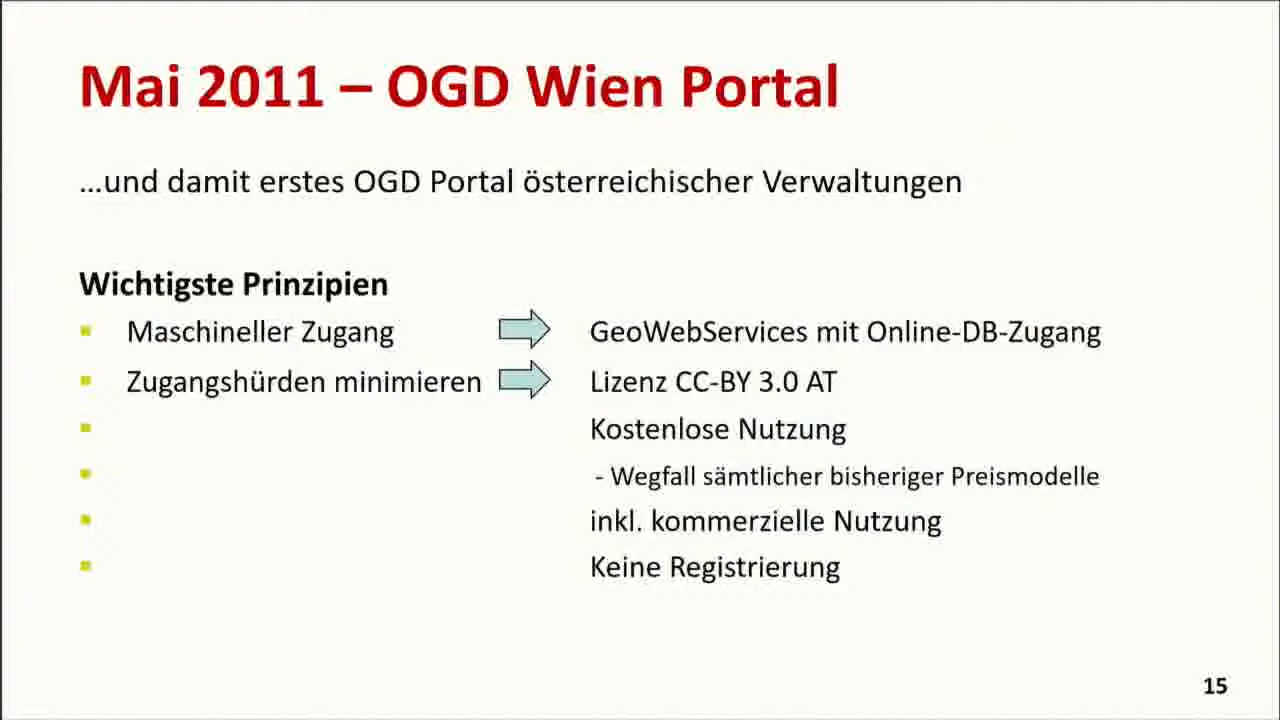 Mai 2011 – OGD Wien Portal
...und damit erstes OGD Portal österreichischer Verwaltungen
Wichtigste Prinzipien
Maschineller Zugang GeoWebServices mit Online-DB-Zugang
Zugangshürden minimieren Lizenz CC-BY 3.0 AT
Kostenlose Nutzung
- Wegfall sämtlicher bisheriger Preismodelle
inkl. kommerzielle Nutzung
Keine Registrierung
15